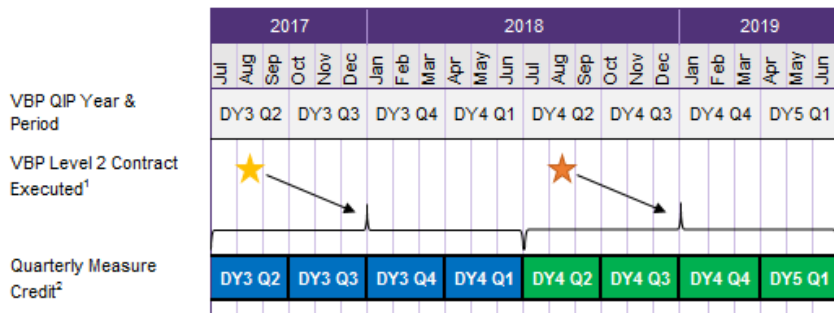 2017 2018 2019
Jul Aug Sep Oct Nov Dec Jan Feb Mar Apr May Jun Jul Aug Sep Oct Nov Dec Jan Feb Mar Apr May Jun
VBP QIP Year &
Period
DY3 Q2 DY3 Q3 DY3 Q4 DY4 Q1 DY4 Q2 DY4 Q3 DY4 Q4 DY5 Q1
VBP Level 2 Contract
Executed¹
Quarterly Measure
Credit²
DY3 Q2 DY3 Q3 DY3 Q4 DY4 Q1 DY4 Q2 DY4 Q3 DY4 Q4 DY5 Q1